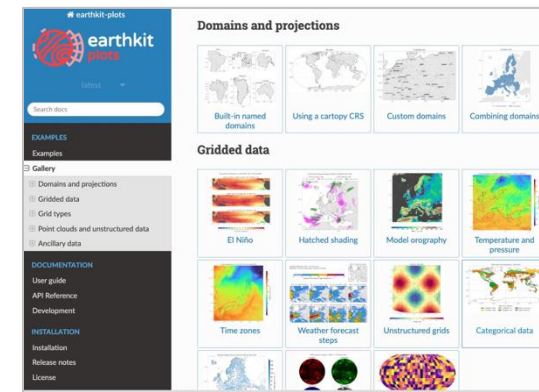 earthkit-plots
earthkit
plots
latest
Search docs
EXAMPLES
Examples
Gallery
Domains and projections
Gridded data
Grid types
Point clouds and unstructured data
Ancillary data
DOCUMENTATION
User guide
API Reference
Development
INSTALLATION
Installation
Release notes
License
Domains and projections
Built-in named
domains
Using a cartopy CRS
Custom domains
Combining domains
Gridded data
El Niño
Hatched shading
Model orography
Temperature and
pressure
Time zones
Weather forecast
steps
Unstructured grids
Categorical data